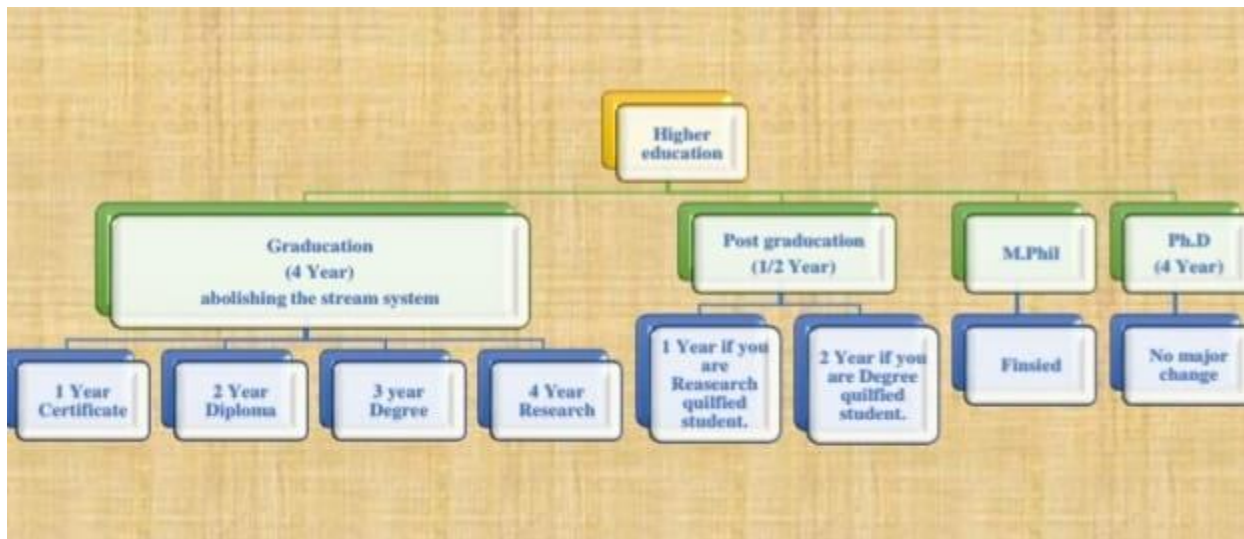 Higher
education
Graducation
(4 Year)
abolishing the stream system
Post graducation
(1/2 Year)
M.Phil
Ph.D
(4 Year)
1 Year
Certificate
2 Year
Diploma
3 year
Degree
4 Year
Research
1 Year if you
are
Reasearch
quilfied
student.
2 Year if you
are Degree
quilfied
student.
Finsied
No major
change